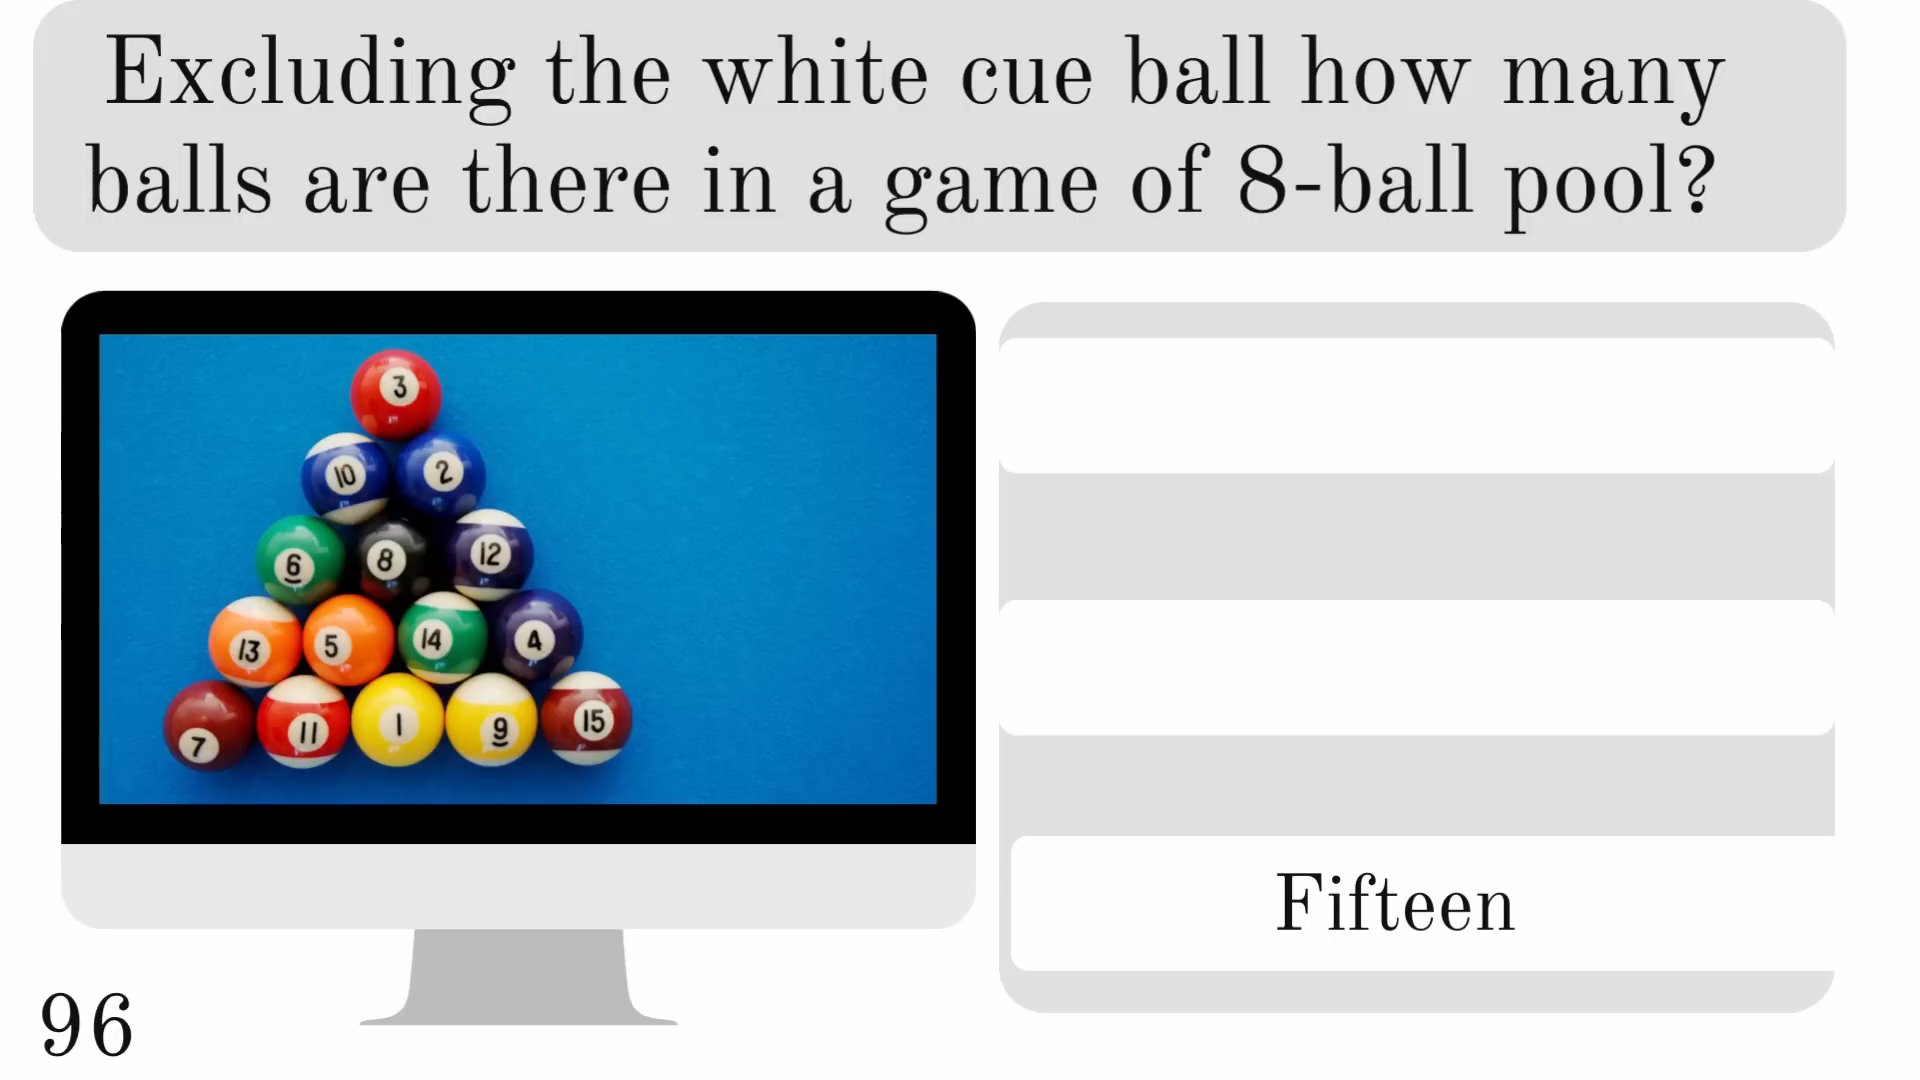 Excluding the white cue ball how many
balls are there in a game of 8-ball pool?
3
10 2
6 8 12
13 5 14 4
7 11 1 9 15
Fifteen
96